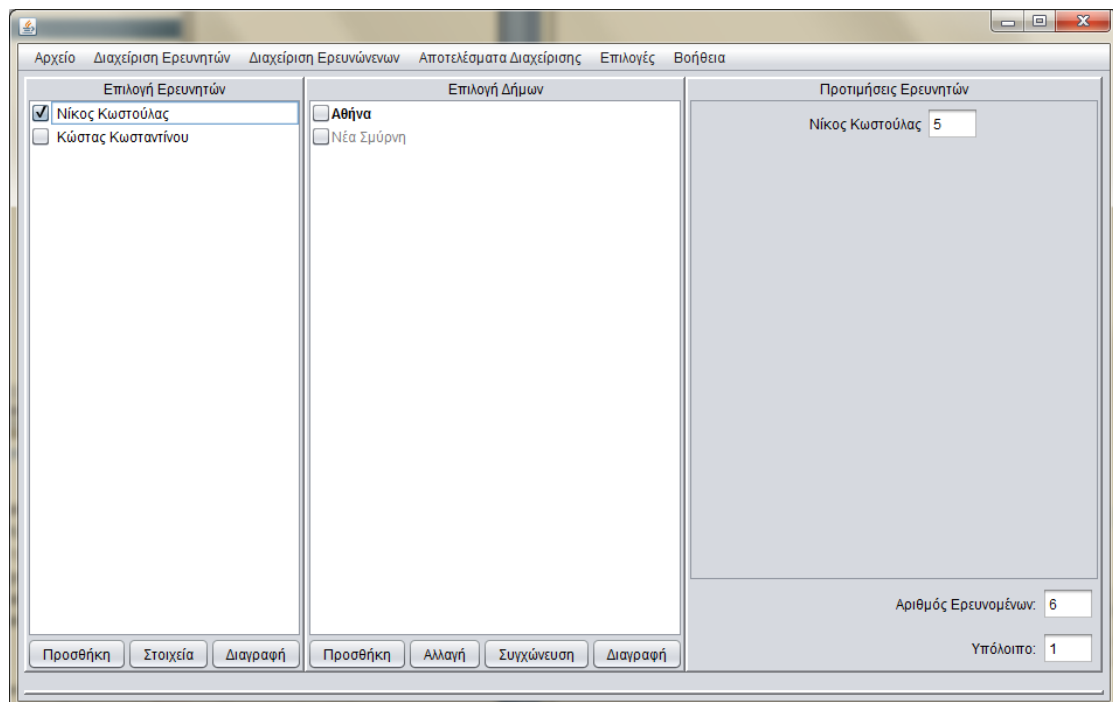 Αρχείο Διαχείριση Ερευνητών Διαχείριση Ερευνώνενων Αποτελέσματα Διαχείρισης Επιλογές Βοήθεια
Επιλογή Ερευνητών
Νίκος Κωστούλας
Κώστας Κωσταντίνου
Προσθήκη Στοιχεία Διαγραφή
Επιλογή Δήμων
Αθήνα
Νέα Σμύρνη
Προσθήκη Αλλαγή Συγχώνευση Διαγραφή
Προτιμήσεις Ερευνητών
Νίκος Κωστούλας 5
Αριθμός Ερευνομένων: 6
Υπόλοιπο: 1